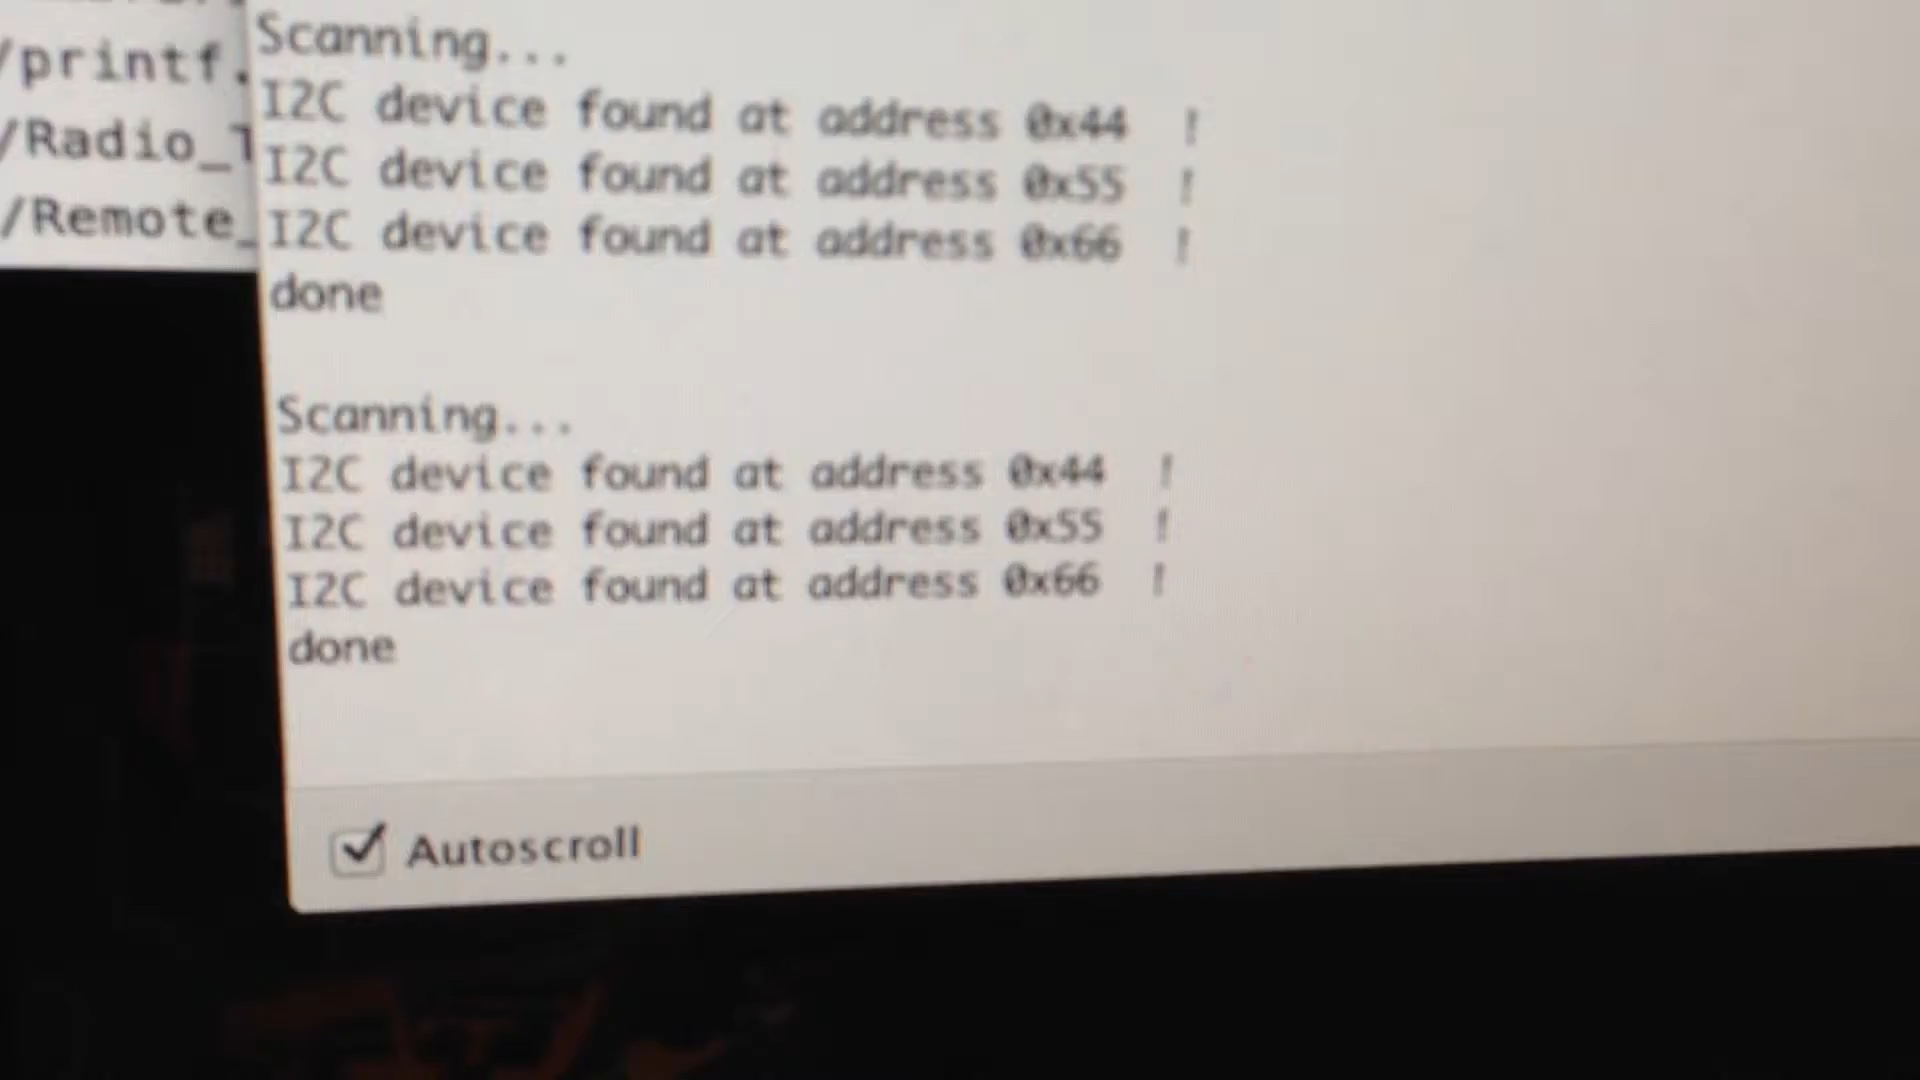 Scanning...
/printf.
I2C device found at address 0x44  !
/Radio_T
I2C device found at address 0x55  !
/Remote_
I2C device found at address 0x66  !
done
Scanning...
I2C device found at address 0x44  !
I2C device found at address 0x55  !
I2C device found at address 0x66  !
done
Autoscroll